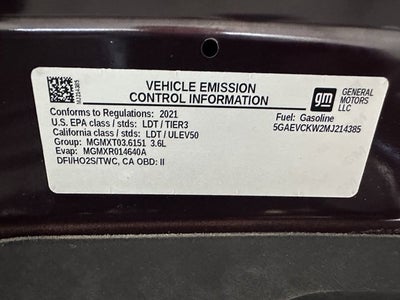 VEHICLE EMISSION
CONTROL INFORMATION
gm
GENERAL
MOTORS
LLC
Conforms to Regulations: 2021
U.S. EPA class / stds: LDT / TIER3
California class / stds: LDT / ULEV50
Group: MGMXT03.6151 3.6L
Evap: MGMXR014640A
DFI/HO2S/TWC, CA OBD: II
Fuel: Gasoline
5GAEVCKW2MJ214385